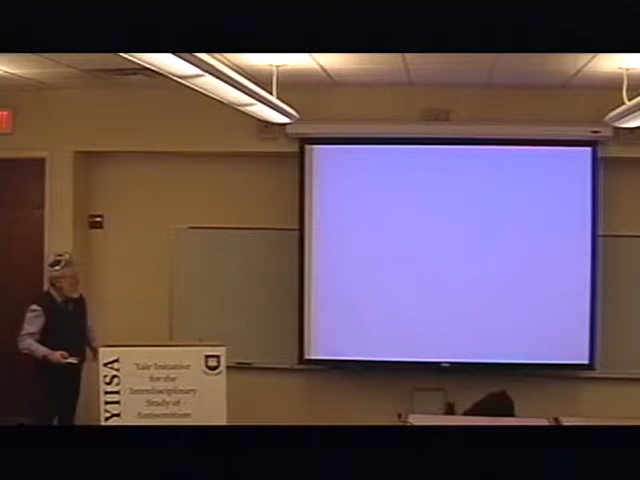 YIISA
Yale Initiative
for the
Interdisciplinary
Study of
Antisemitism